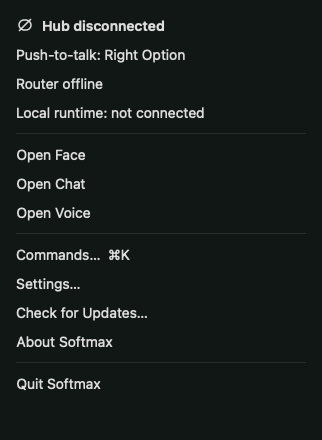 Hub disconnected
Push-to-talk: Right Option
Router offline
Local runtime: not connected
Open Face
Open Chat
Open Voice
Commands... ⌘K
Settings...
Check for Updates...
About Softmax
Quit Softmax